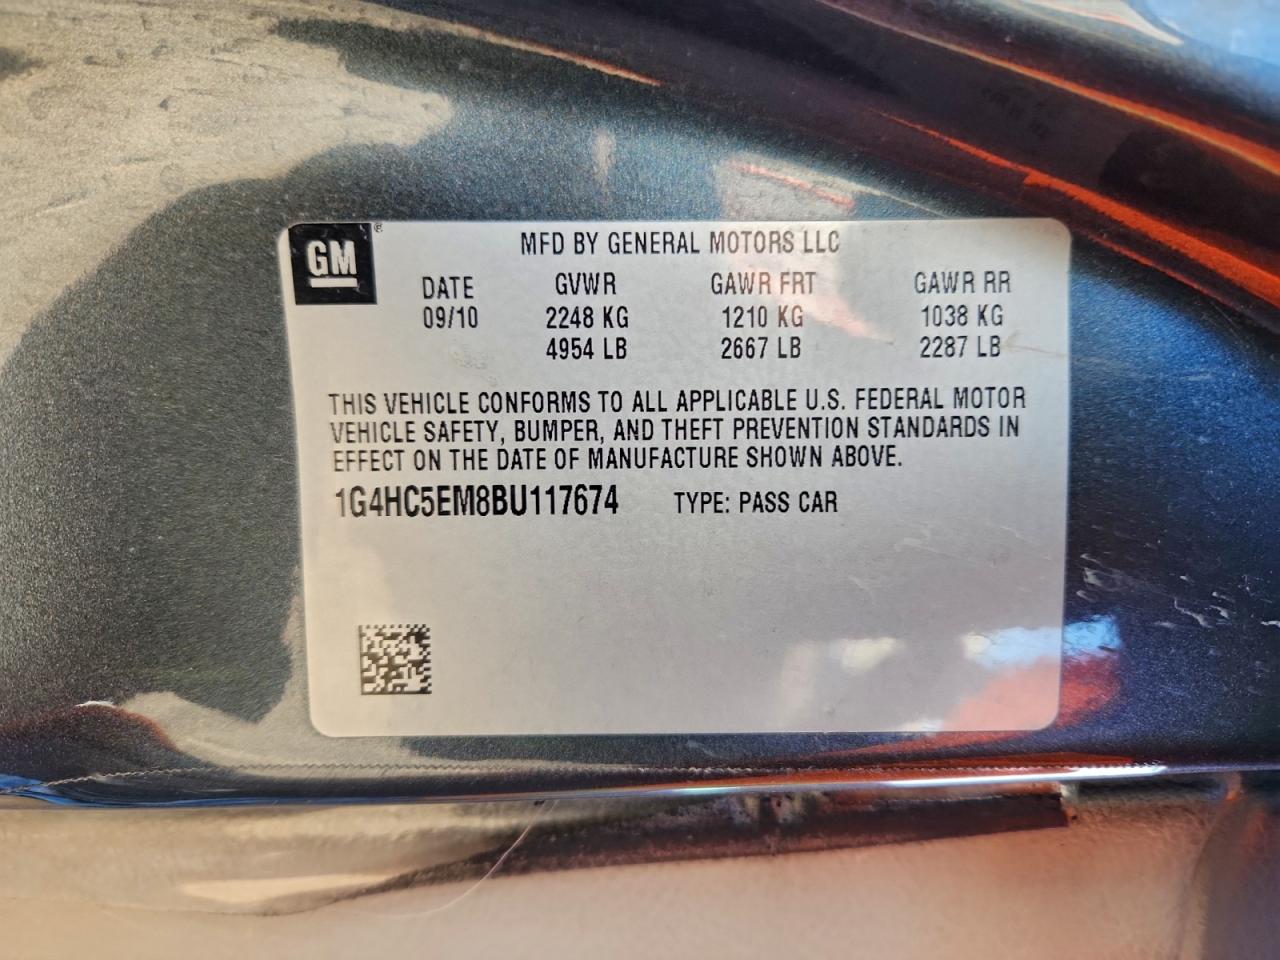 GM®
MFD BY GENERAL MOTORS LLC
DATE GVWR GAWR FRT GAWR RR
09/10 2248 KG 1210 KG 1038 KG
4954 LB 2667 LB 2287 LB
THIS VEHICLE CONFORMS TO ALL APPLICABLE U.S. FEDERAL MOTOR
VEHICLE SAFETY, BUMPER, AND THEFT PREVENTION STANDARDS IN
EFFECT ON THE DATE OF MANUFACTURE SHOWN ABOVE.
1G4HC5EM8BU117674 TYPE: PASS CAR